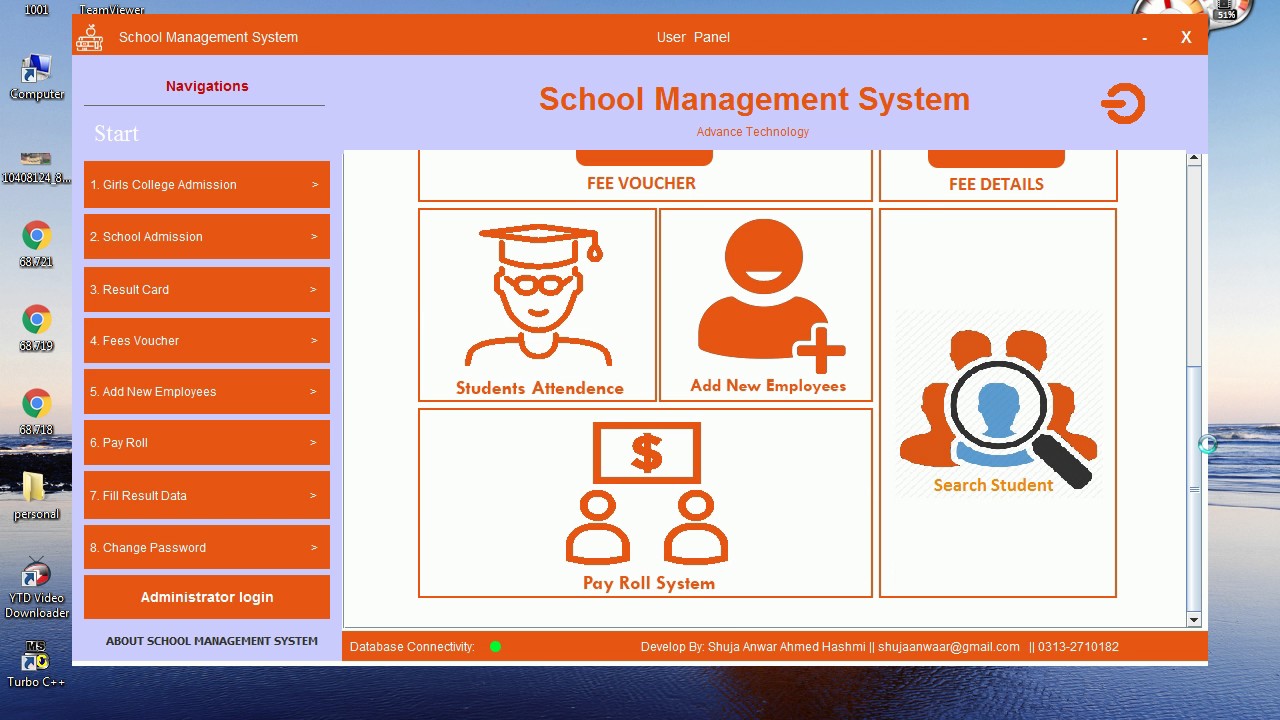 1001
TeamViewer
51%
School Management System
User Panel
-
X
Computer
10408124_8...
68.721
68.719
68.718
personal
YTD Video
Downloader
MS
Turbo C++
Navigations
Start
1. Girls College Admission >
2. School Admission >
3. Result Card >
4. Fees Voucher >
5. Add New Employees >
6. Pay Roll >
7. Fill Result Data >
8. Change Password >
Administrator login
ABOUT SCHOOL MANAGEMENT SYSTEM
School Management System
Advance Technology
FEE VOUCHER
FEE DETAILS
Students Attendence
Add New Employees
$
Search Student
Pay Roll System
Database Connectivity:
Develop By: Shuja Anwar Ahmed Hashmi || shujaanwaar@gmail.com || 0313-2710182